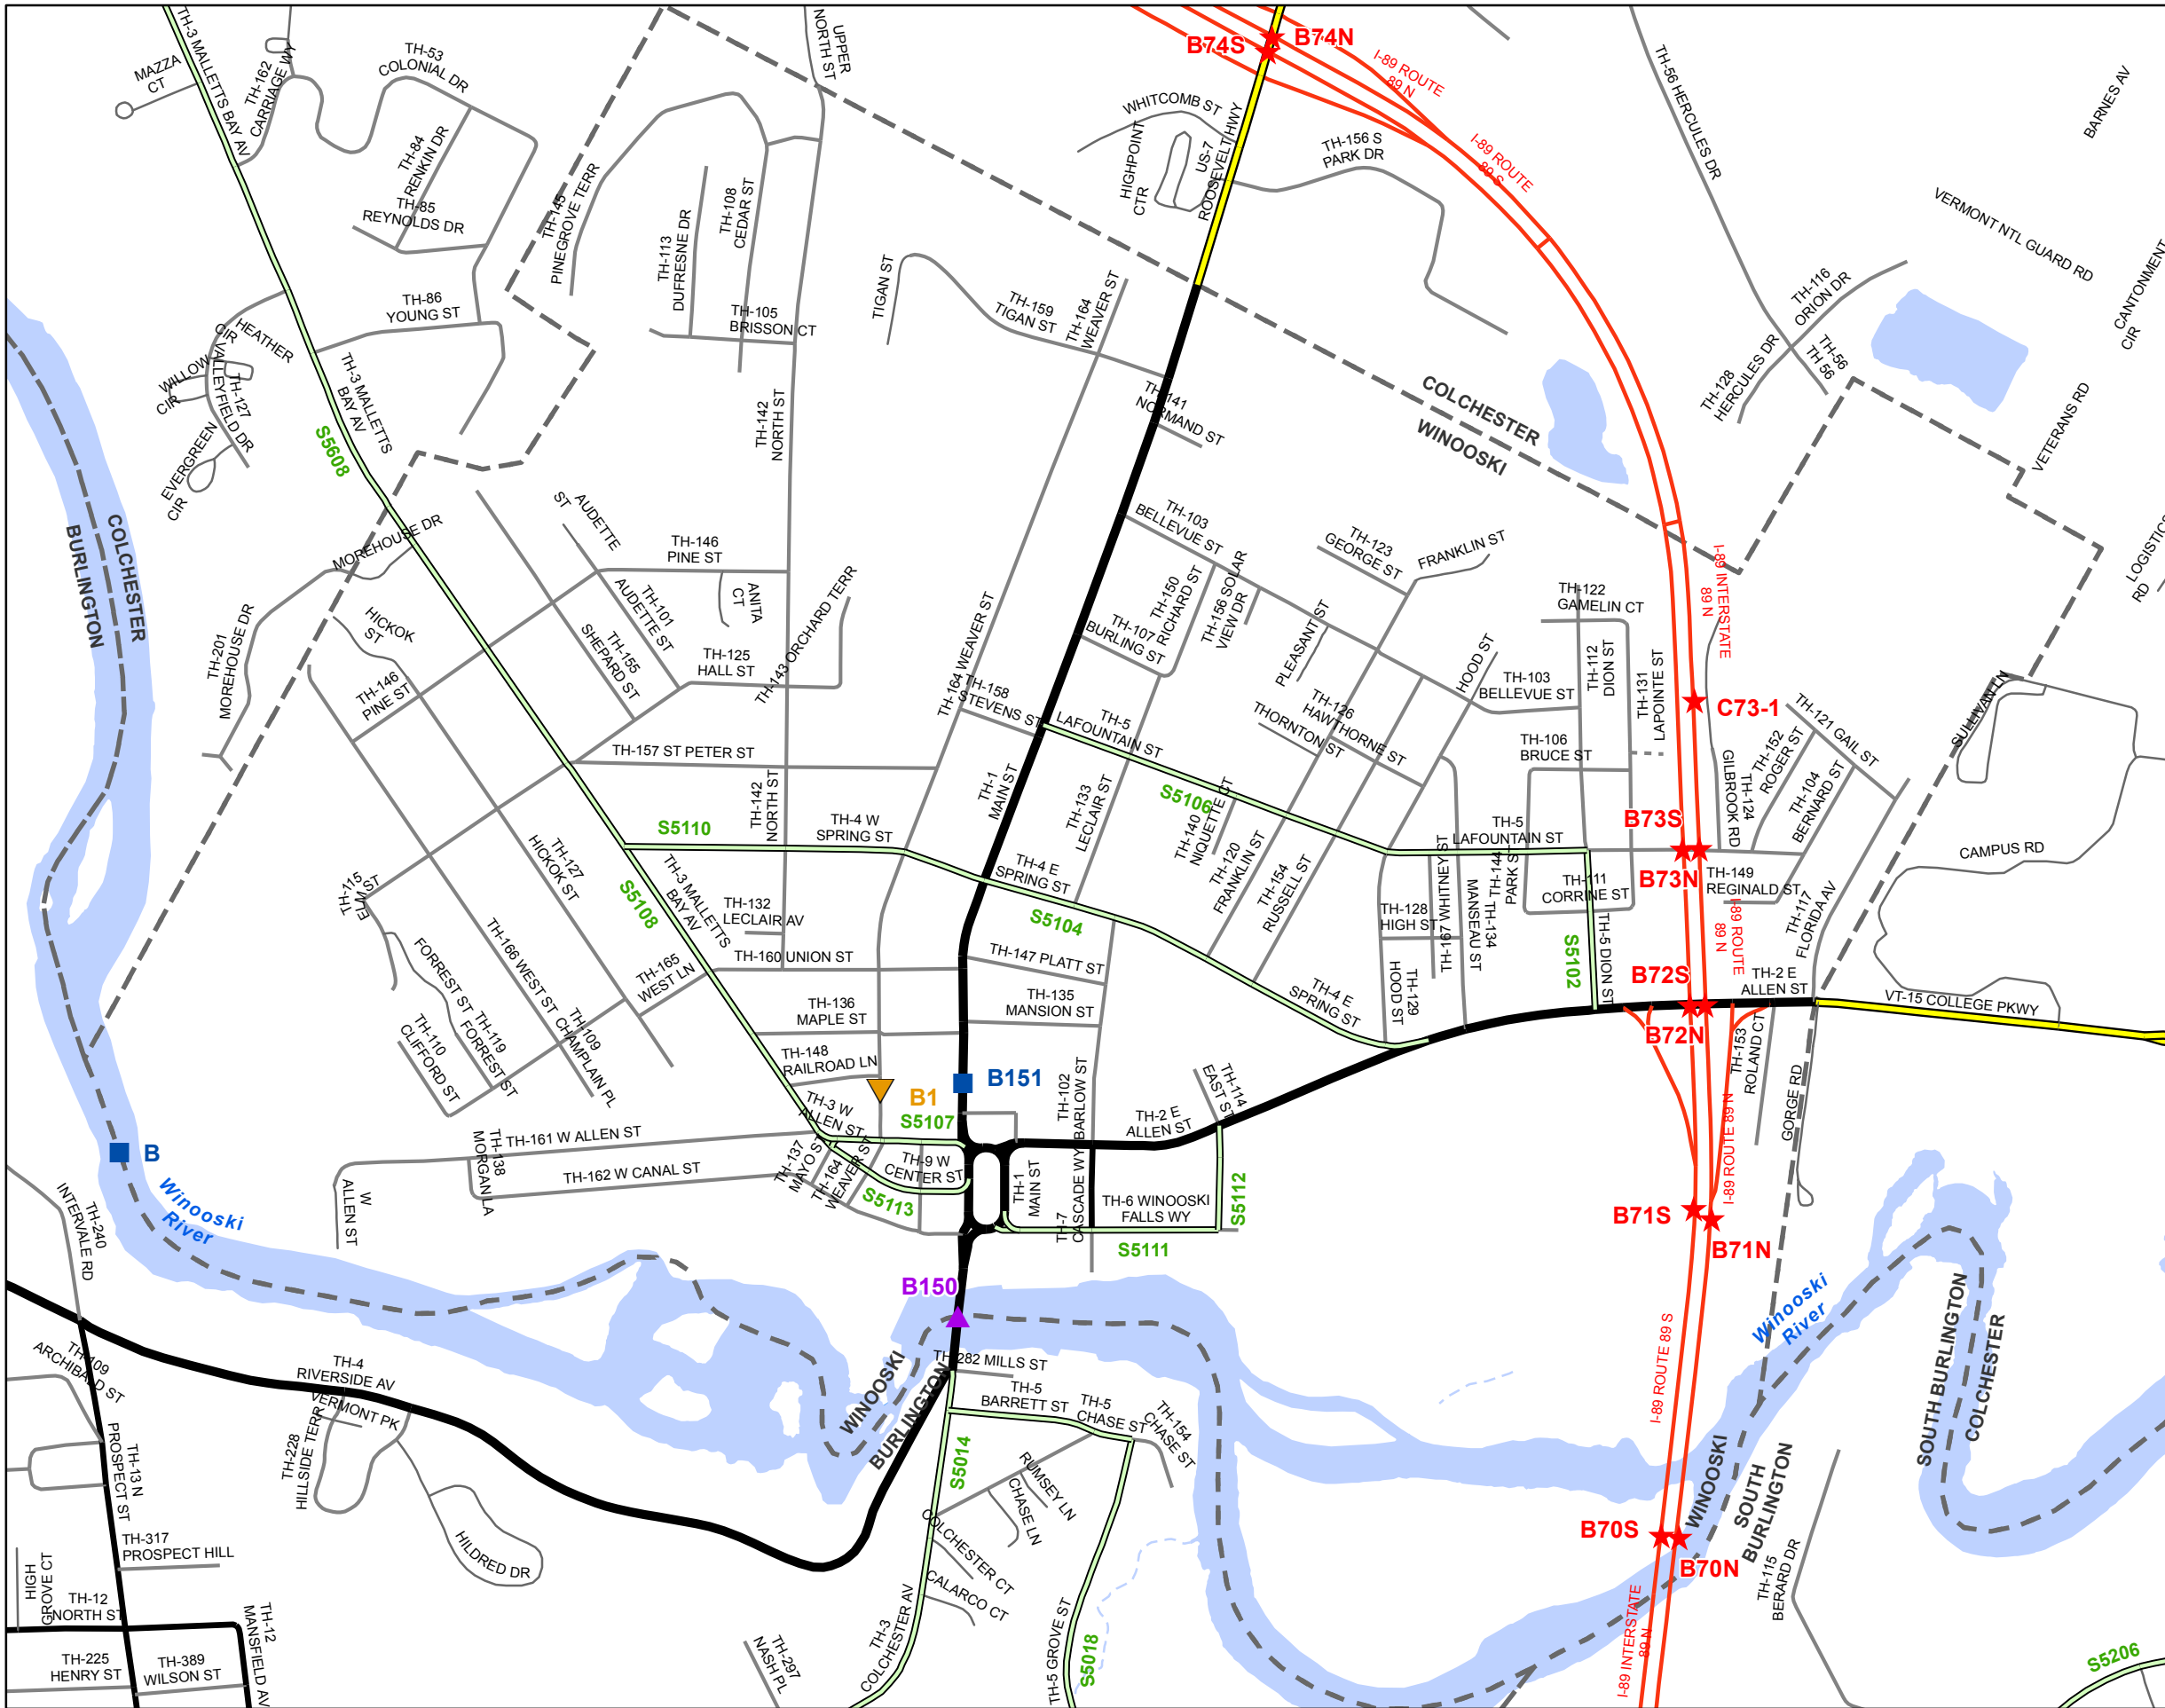 B74S
B74N
UPPER
NORTH ST
TH-3 MALLETTS BAY AV
TH-162
CARRIAGE WY
MAZZA
CT
TH-53
COLONIAL DR
I-89 ROUTE
89 N
I-89 ROUTE
89 S
TH-56 HERCULES DR
BARNES AV
WHITCOMB ST
HIGHPOINT
CTR
US-7
ROOSEVELT HWY
TH-156 S
PARK DR
TH-84
RENKIN DR
TH-85
REYNOLDS DR
TH-145
PINEGROVE TERR
TH-113
DUFRESNE DR
TH-108
CEDAR ST
VERMONT NTL GUARD RD
CANTONMENT
CIR
TH-116
ORION DR
TH-56
TH 56
TH-128
HERCULES DR
TIGAN ST
TH-159
TIGAN ST
TH-164
WEAVER ST
TH-86
YOUNG ST
TH-105
BRISSON CT
HEATHER
CIR
WILLOW
CIR
TH-127
VALLEYFIELD DR
EVERGREEN
CIR
TH-3 MALLETTS
BAY AV
S5608
TH-142
NORTH ST
TH-141
NORMAND ST
COLCHESTER
WINOOSKI
VETERANS RD
LOGISTICS
RD
COLCHESTER
BURLINGTON
MOREHOUSE DR
TH-201
MOREHOUSE DR
HICKOK
ST
AUDETTE
ST
TH-146
PINE ST
ANITA
CT
TH-101
AUDETTE ST
TH-155
SHEPARD ST
TH-125
HALL ST
TH-143 ORCHARD TERR
TH-146
PINE ST
TH-103
BELLEVUE ST
TH-150
RICHARD ST
TH-156 SOLAR
VIEW DR
TH-107
BURLING ST
TH-123
GEORGE ST
FRANKLIN ST
PLEASANT ST
TH-122
GAMELIN CT
I-89 INTERSTATE
89 N
TH-164 WEAVER ST
TH-158
STEVENS ST
TH-5
LAFOUNTAIN ST
TH-126
HAWTHORNE ST
THORNTON ST
HOOD ST
TH-103
BELLEVUE ST
TH-112
DION ST
TH-131
LAPOINTE ST
C73-1
TH-121 GAIL ST
SULLIVAN LN
TH-157 ST PETER ST
TH-142
NORTH ST
TH-1
MAIN ST
TH-133
LECLAIR ST
S5106
TH-140
NIQUETTE CT
TH-106
BRUCE ST
GILBROOK RD
TH-124
TH-152
ROGER ST
TH-104
BERNARD ST
S5110
TH-4 W
SPRING ST
B73S
TH-5
LAFOUNTAIN ST
B73N
TH-149
REGINALD ST
CAMPUS RD
TH-115
ELM ST
TH-127
HICKOK ST
S5108
TH-3 MALLETTS
BAY AV
TH-132
LECLAIR AV
TH-4 E
SPRING ST
S5104
TH-120
FRANKLIN ST
TH-154
RUSSELL ST
TH-128
HIGH ST
TH-167 WHITNEY ST
TH-134
MANSEAU ST
TH-144
PARK ST
TH-111
CORRINE ST
TH-117
FLORIDA AV
I-89 ROUTE
89 N
FORREST ST
TH-119
FORREST ST
TH-166 WEST ST
TH-165
WEST LN
TH-160 UNION ST
TH-147 PLATT ST
TH-4 E
SPRING ST
TH-129
HOOD ST
S5102
TH-5 DION ST
B72S
TH-2 E
ALLEN ST
VT-15 COLLEGE PKWY
TH-110
CLIFFORD ST
TH-109
CHAMPLAIN PL
TH-136
MAPLE ST
TH-135
MANSION ST
B72N
TH-153
ROLAND CT
TH-148
RAILROAD LN
B1
B151
TH-102
BARLOW ST
TH-114
EAST ST
GORGE RD
TH-3 W
ALLEN ST
S5107
TH-2 E
ALLEN ST
I-89 ROUTE 89 N
B
TH-138
MORGAN LA
TH-161 W ALLEN ST
TH-162 W CANAL ST
TH-137
MAYO ST
TH-164
WEAVER ST
TH-9 W
CENTER ST
S5113
TH-1
MAIN ST
TH-7
CASCADE WY
TH-6 WINOOSKI
FALLS WY
S5112
S5111
W
ALLEN ST
Winooski
River
TH-240
INTERVALE RD
B71S
B71N
B150
Winooski
River
SOUTH BURLINGTON
COLCHESTER
I-89 ROUTE 89 S
TH-109
ARCHIBALD ST
TH-4
RIVERSIDE AV
VERMONT PK
TH-228
HILLSIDE TERR
WINOOSKI
BURLINGTON
TH-282 MILLS ST
TH-5
BARRETT ST
TH-5
CHASE ST
TH-154
CHASE ST
TH-13 N
PROSPECT ST
S5014
RUMSEY LN
CHASE LN
WINOOSKI
SOUTH
BURLINGTON
B70S
B70N
TH-317
PROSPECT HILL
HILDRED DR
COLCHESTER CT
CALARCO CT
TH-115
BERARD DR
HIGH
GROVE CT
TH-12
NORTH ST
TH-12
MANSFIELD AV
TH-225
HENRY ST
TH-389
WILSON ST
TH-297
NASH PL
TH-3
COLCHESTER AV
TH-5 GROVE ST
S5018
I-89 INTERSTATE
89 N
S5206